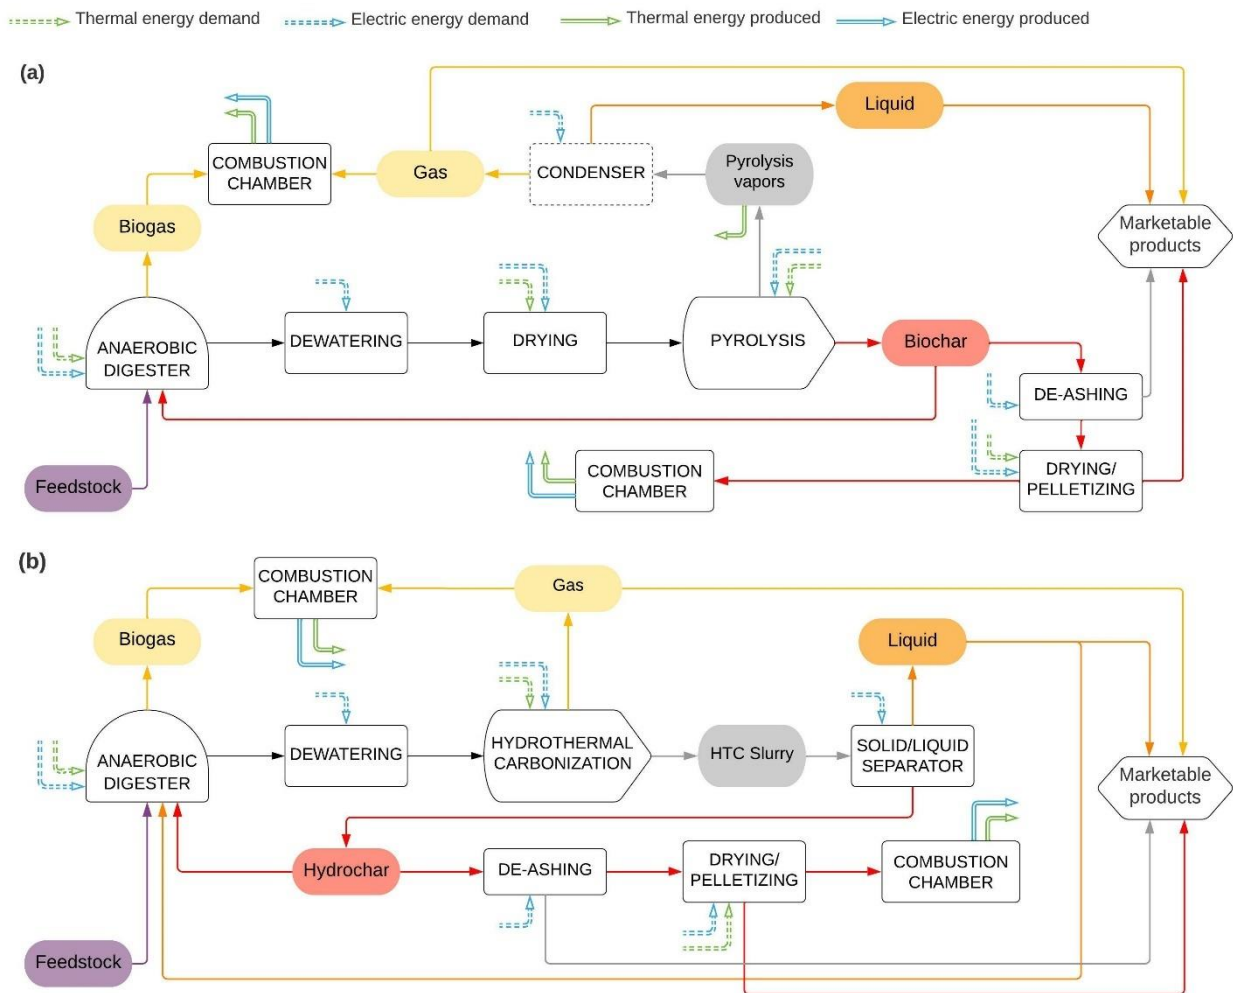 Thermal energy demand
Electric energy demand
Thermal energy produced
Electric energy produced
(a)
Liquid
COMBUSTION
CHAMBER
Gas
CONDENSER
Pyrolysis
vapors
Biogas
Marketable
products
ANAEROBIC
DIGESTER
DEWATERING
DRYING
PYROLYSIS
Biochar
DE-ASHING
Feedstock
COMBUSTION
CHAMBER
DRYING/
PELLETIZING
(b)
COMBUSTION
CHAMBER
Gas
Biogas
Liquid
ANAEROBIC
DIGESTER
DEWATERING
HYDROTHERMAL
CARBONIZATION
HTC Slurry
SOLID/LIQUID
SEPARATOR
Marketable
products
Hydrochar
DE-ASHING
DRYING/
PELLETIZING
COMBUSTION
CHAMBER
Feedstock